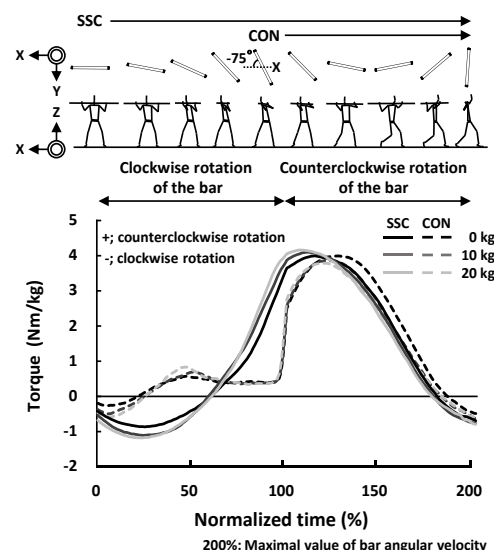 SSC
CON
X
-75°
X
Y
Z
X
Clockwise rotation
of the bar
Counterclockwise rotation
of the bar
+; counterclockwise rotation
-; clockwise rotation
SSC CON
0 kg
10 kg
20 kg
Torque (Nm/kg)
5
4
3
2
1
0
-1
-2
0 50 100 150 200
Normalized time (%)
200%: Maximal value of bar angular velocity